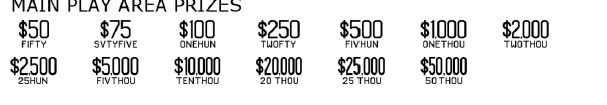 MAIN PLAY AREA PRIZES
$50 $75 $100 $250 $500 $1,000 $2,000
FIFTY SVTYFIVE ONEHUN TWOFTY FIVHUN ONETHOU TWOTHOU
$2,500 $5,000 $10,000 $20,000 $25,000 $50,000
25HUN FIVTHOU TENTHOU 20 THOU 25 THOU 50 THOU